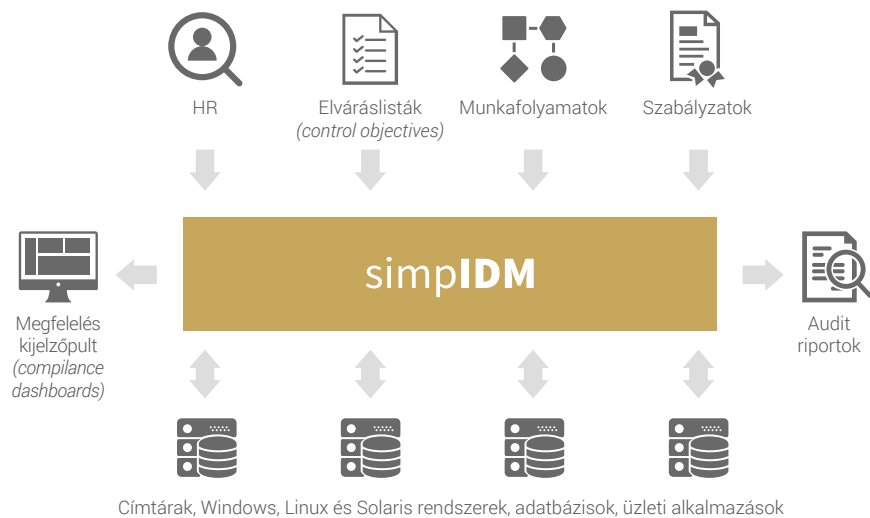 HR
Elváráslisták
(control objectives)
Munkafolyamatok
Szabályzatok
simpIDM
Megfelelés
kijelzőpult
(compilance
dashboards)
Audit
riportok
Címtárak, Windows, Linux és Solaris rendszerek, adatbázisok, üzleti alkalmazások